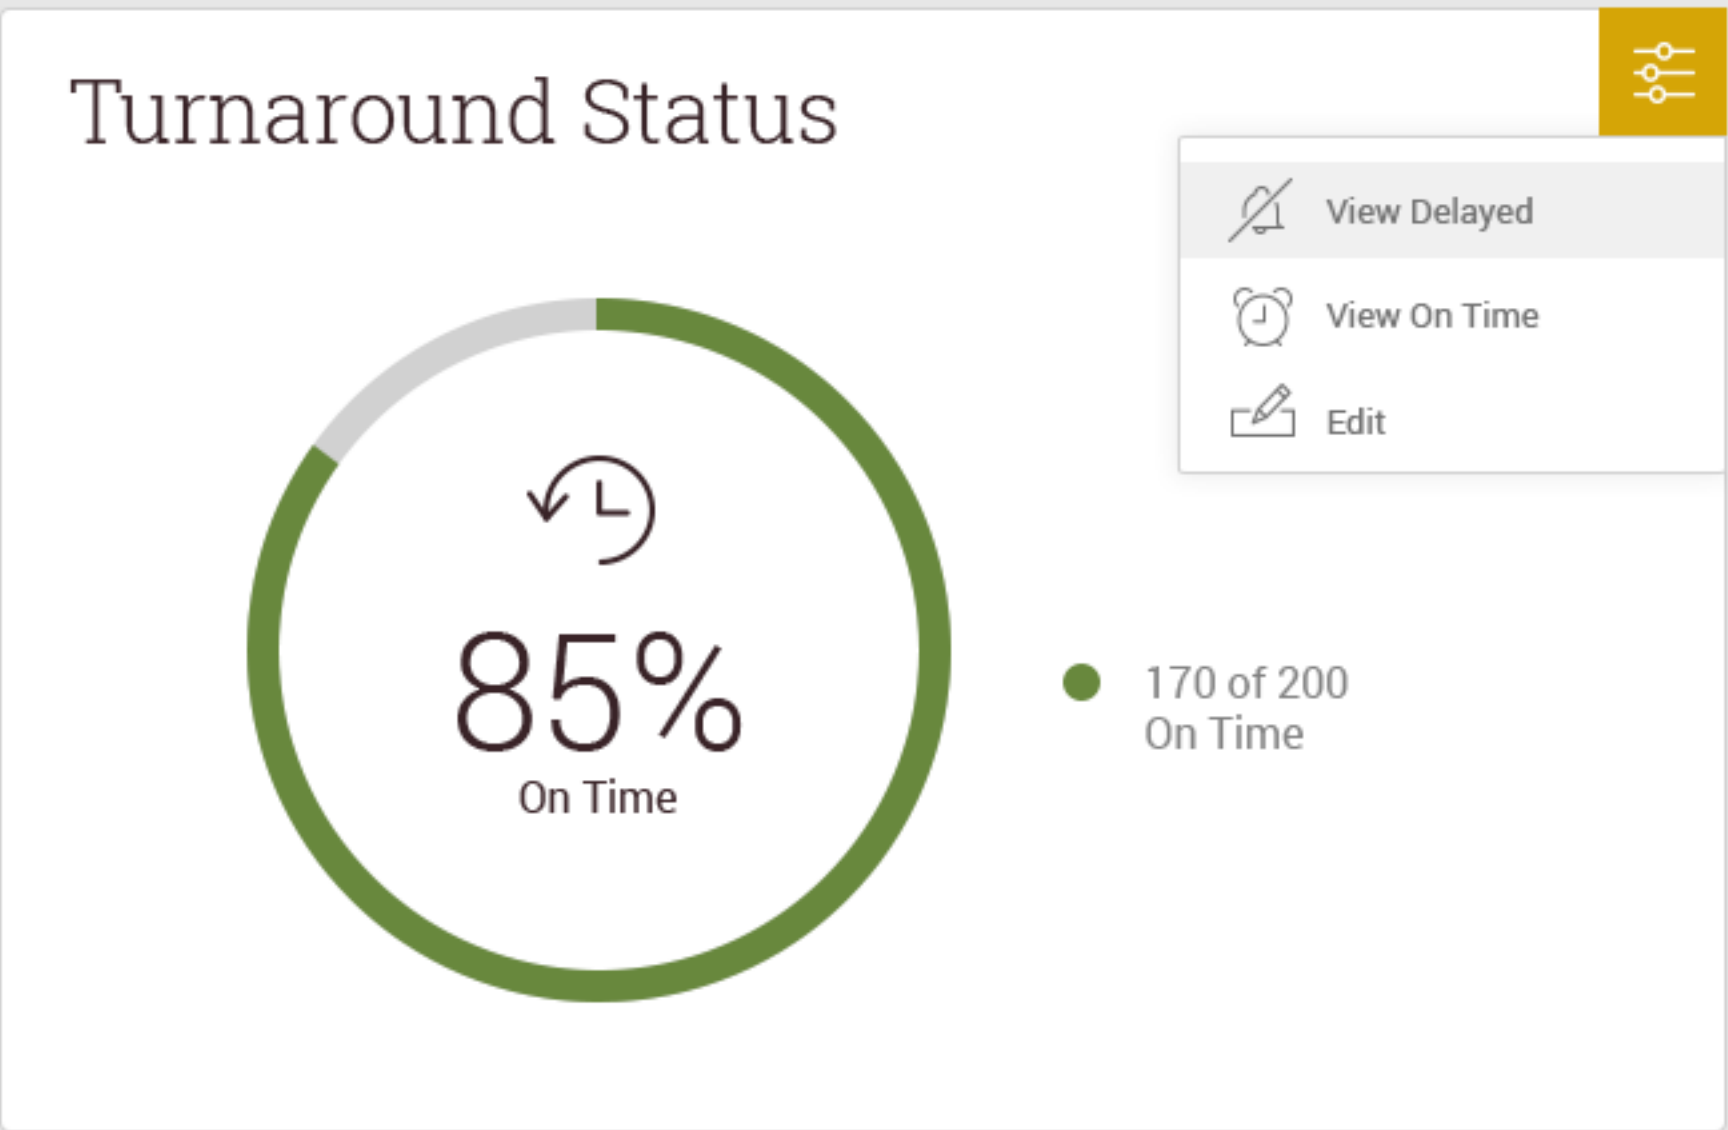 Turnaround Status
View Delayed
View On Time
Edit
85%
On Time
170 of 200
On Time